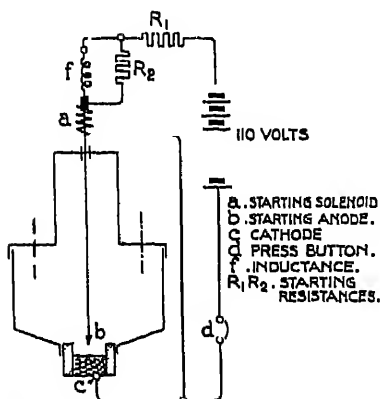 R1
f
R2
a
110 VOLTS
a. STARTING SOLENOID
b. STARTING ANODE.
c CATHODE
d PRESS BUTTON.
f. INDUCTANCE.
R1 R2. STARTING
RESISTANCES.
b
d
c